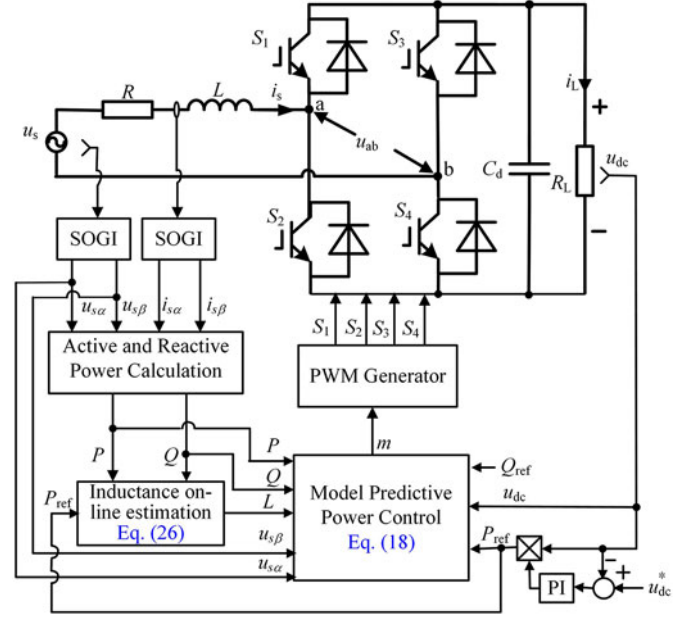 S1
S3
R
L
is
a
iL
+
us
uab
b
Cd
RL
udc
−
S2
S4
SOGI
SOGI
usα
usβ
isα
isβ
S1
S2
S3
S4
Active and Reactive
Power Calculation
PWM Generator
m
P
Q
P
Q
L
usβ
usα
Pref
Inductance on-
line estimation
Eq. (26)
Model Predictive
Power Control
Eq. (18)
Qref
udc
Pref
PI
−
+
u*dc